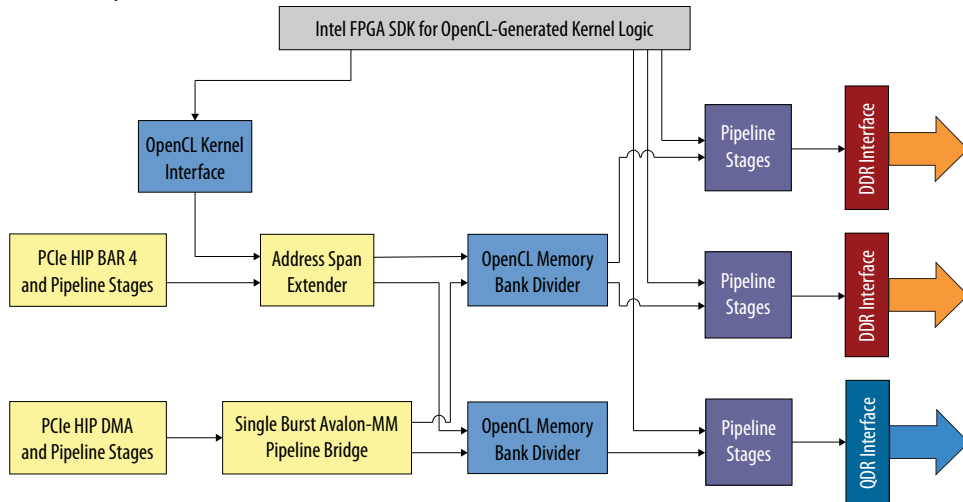 Intel FPGA SDK for OpenCL-Generated Kernel Logic
OpenCL Kernel
Interface
Pipeline
Stages
DDR Interface
PCIe HIP BAR 4
and Pipeline Stages
Address Span
Extender
OpenCL Memory
Bank Divider
Pipeline
Stages
DDR Interface
PCIe HIP DMA
and Pipeline Stages
Single Burst Avalon-MM
Pipeline Bridge
OpenCL Memory
Bank Divider
Pipeline
Stages
QDR Interface